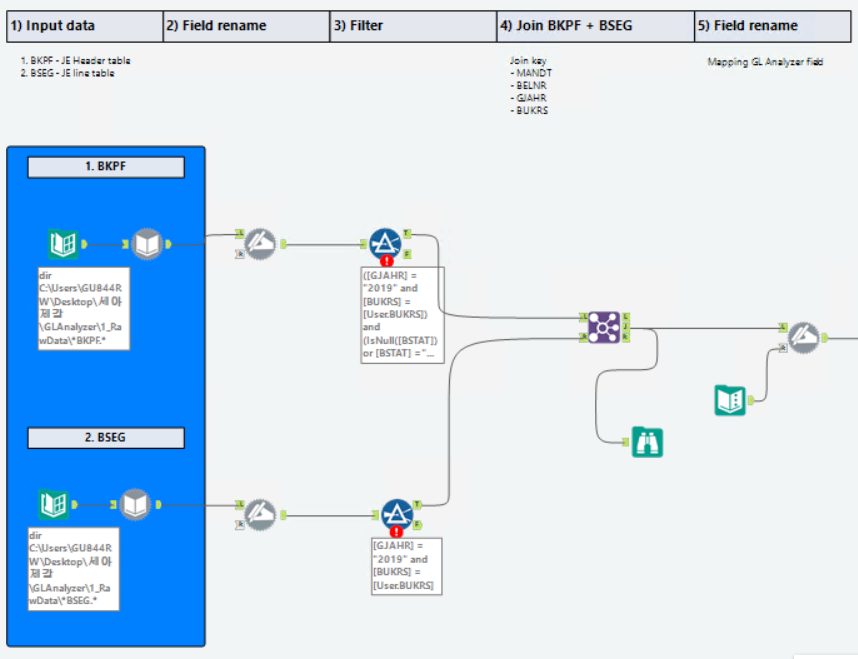 1) Input data
2) Field rename
3) Filter
4) Join BKPF + BSEG
5) Field rename
1. BKPF - JE Header table
2. BSEG - JE line table
Join key
- MANDT
- BELNR
- GJAHR
- BUKRS
Mapping GL Analyzer field
1. BKPF
L
R
T
F
dir
C:\Users\GU844R
W\Desktop\세아
제강
\GLAnalyzer\1_Ra
wData\*BKPF.*
([GJAHR] =
"2019" and
[BUKRS] =
[User.BUKRS])
and
(IsNull([BSTAT])
or [BSTAT] ="...
L
R
L
J
R
L
R
2. BSEG
L
R
T
F
dir
C:\Users\GU844R
W\Desktop\세아
제강
\GLAnalyzer\1_Ra
wData\*BSEG.*
[GJAHR] =
"2019" and
[BUKRS] =
[User.BUKRS]